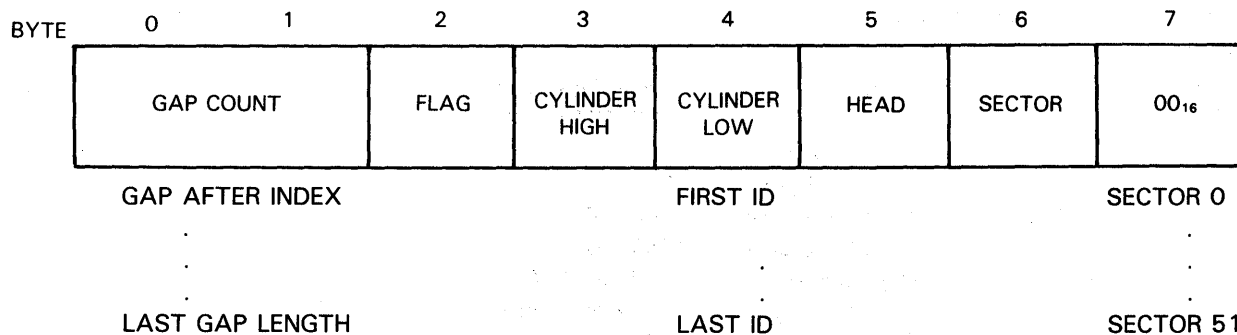 BYTE 0 1 2 3 4 5 6 7
GAP COUNT FLAG CYLINDER HIGH CYLINDER LOW HEAD SECTOR 00₁₆
GAP AFTER INDEX FIRST ID SECTOR 0
LAST GAP LENGTH LAST ID SECTOR 51